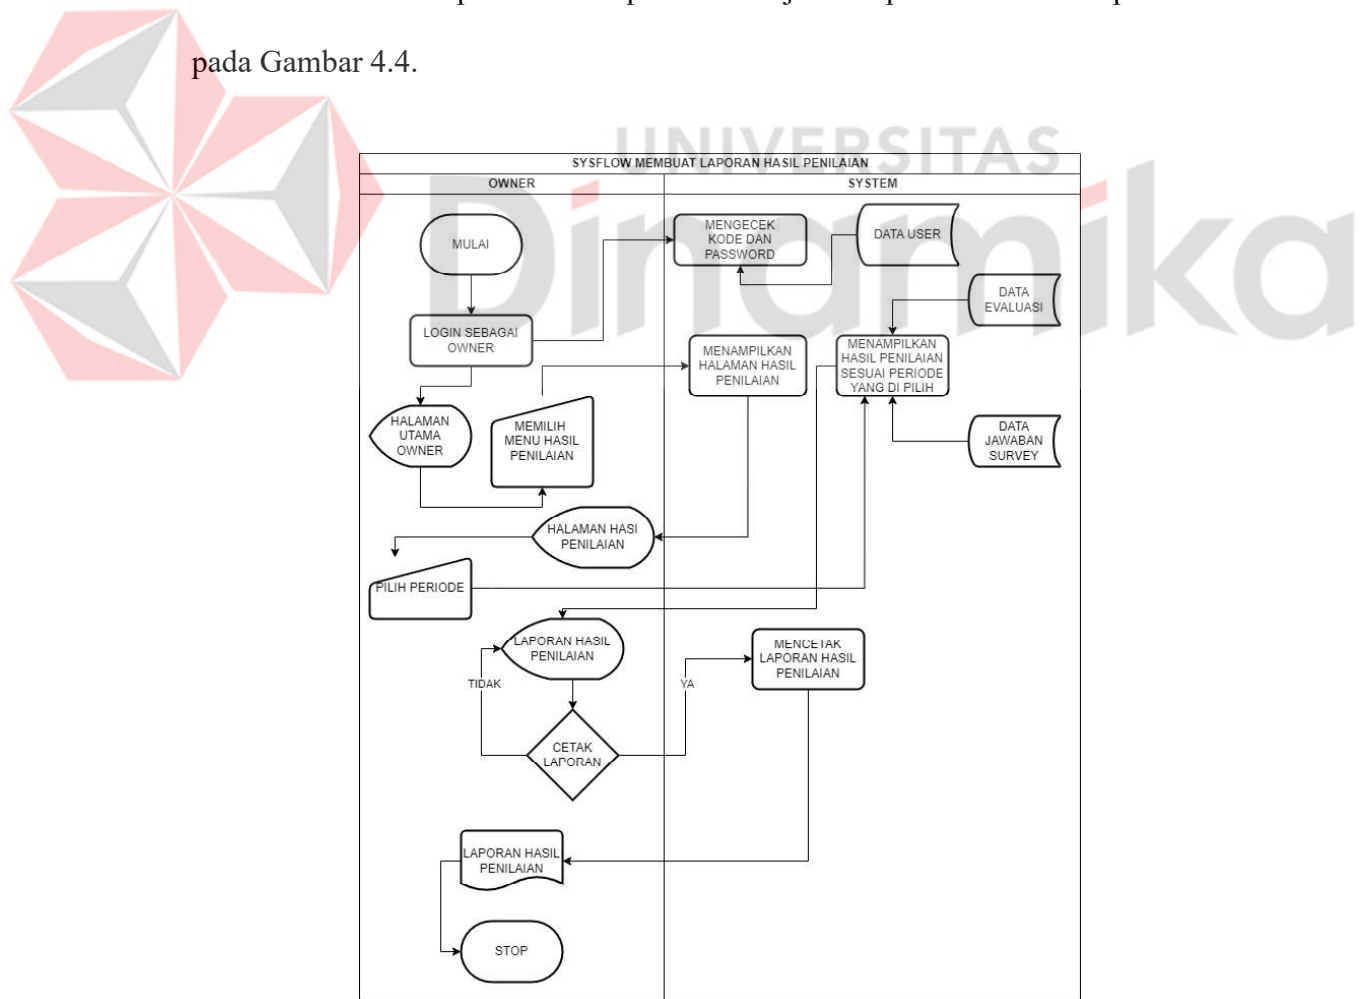 pada Gambar 4.4.
UNIVERSITAS
Dinamika
SYSFLOW MEMBUAT LAPORAN HASIL PENILAIAN
OWNER
SYSTEM
MULAI
MENGECEK
KODE DAN
PASSWORD
DATA USER
DATA
EVALUASI
LOGIN SEBAGAI
OWNER
MENAMPILKAN
HALAMAN HASIL
PENILAIAN
MENAMPILKAN
HASIL PENILAIAN
SESUAI PERIODE
YANG DI PILIH
HALAMAN
UTAMA
OWNER
MEMILIH
MENU HASIL
PENILAIAN
DATA
JAWABAN
SURVEY
HALAMAN HASI
PENILAIAN
PILIH PERIODE
LAPORAN HASIL
PENILAIAN
MENCETAK
LAPORAN HASIL
PENILAIAN
TIDAK
YA
CETAK
LAPORAN
LAPORAN HASIL
PENILAIAN
STOP